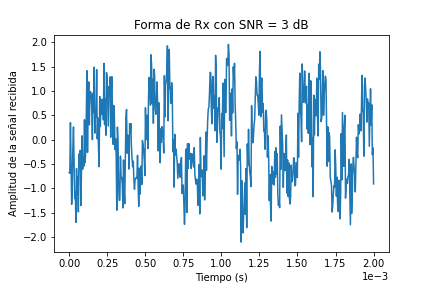 Forma de Rx con SNR = 3 dB
Amplitud de la señal recibida
2.0
1.5
1.0
0.5
0.0
−0.5
−1.0
−1.5
−2.0
0.00 0.25 0.50 0.75 1.00 1.25 1.50 1.75 2.00
1e−3
Tiempo (s)